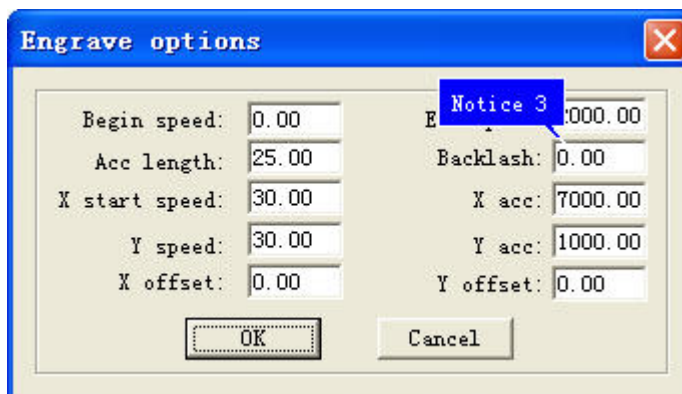 Engrave options
Begin speed: 0.00
Notice 3
000.00
Acc length: 25.00 Backlash: 0.00
X start speed: 30.00 X acc: 7000.00
Y speed: 30.00 Y acc: 1000.00
X offset: 0.00 Y offset: 0.00
OK Cancel